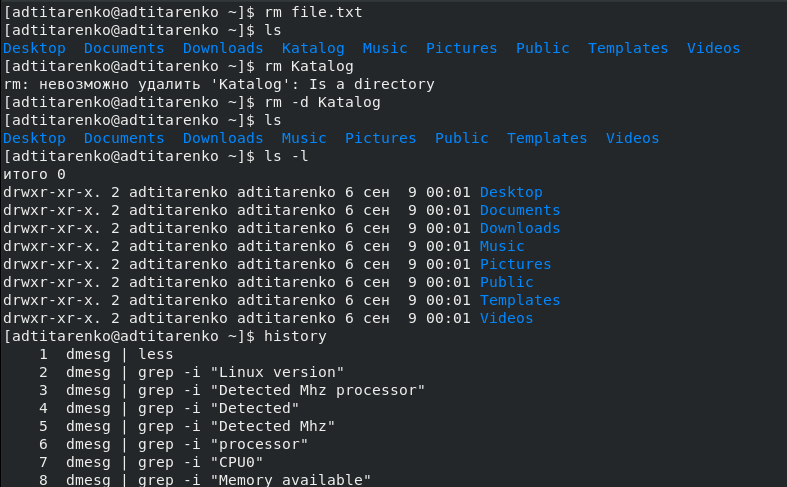 [adtitarenko@adtitarenko ~]$ rm file.txt
[adtitarenko@adtitarenko ~]$ ls
Desktop  Documents  Downloads  Katalog  Music  Pictures  Public  Templates  Videos
[adtitarenko@adtitarenko ~]$ rm Katalog
rm: невозможно удалить 'Katalog': Is a directory
[adtitarenko@adtitarenko ~]$ rm -d Katalog
[adtitarenko@adtitarenko ~]$ ls
Desktop  Documents  Downloads  Music  Pictures  Public  Templates  Videos
[adtitarenko@adtitarenko ~]$ ls -l
итого 0
drwxr-xr-x. 2 adtitarenko adtitarenko 6 сен  9 00:01 Desktop
drwxr-xr-x. 2 adtitarenko adtitarenko 6 сен  9 00:01 Documents
drwxr-xr-x. 2 adtitarenko adtitarenko 6 сен  9 00:01 Downloads
drwxr-xr-x. 2 adtitarenko adtitarenko 6 сен  9 00:01 Music
drwxr-xr-x. 2 adtitarenko adtitarenko 6 сен  9 00:01 Pictures
drwxr-xr-x. 2 adtitarenko adtitarenko 6 сен  9 00:01 Public
drwxr-xr-x. 2 adtitarenko adtitarenko 6 сен  9 00:01 Templates
drwxr-xr-x. 2 adtitarenko adtitarenko 6 сен  9 00:01 Videos
[adtitarenko@adtitarenko ~]$ history
    1  dmesg | less
    2  dmesg | grep -i "Linux version"
    3  dmesg | grep -i "Detected Mhz processor"
    4  dmesg | grep -i "Detected"
    5  dmesg | grep -i "Detected Mhz"
    6  dmesg | grep -i "processor"
    7  dmesg | grep -i "CPU0"
    8  dmesg | grep -i "Memory available"